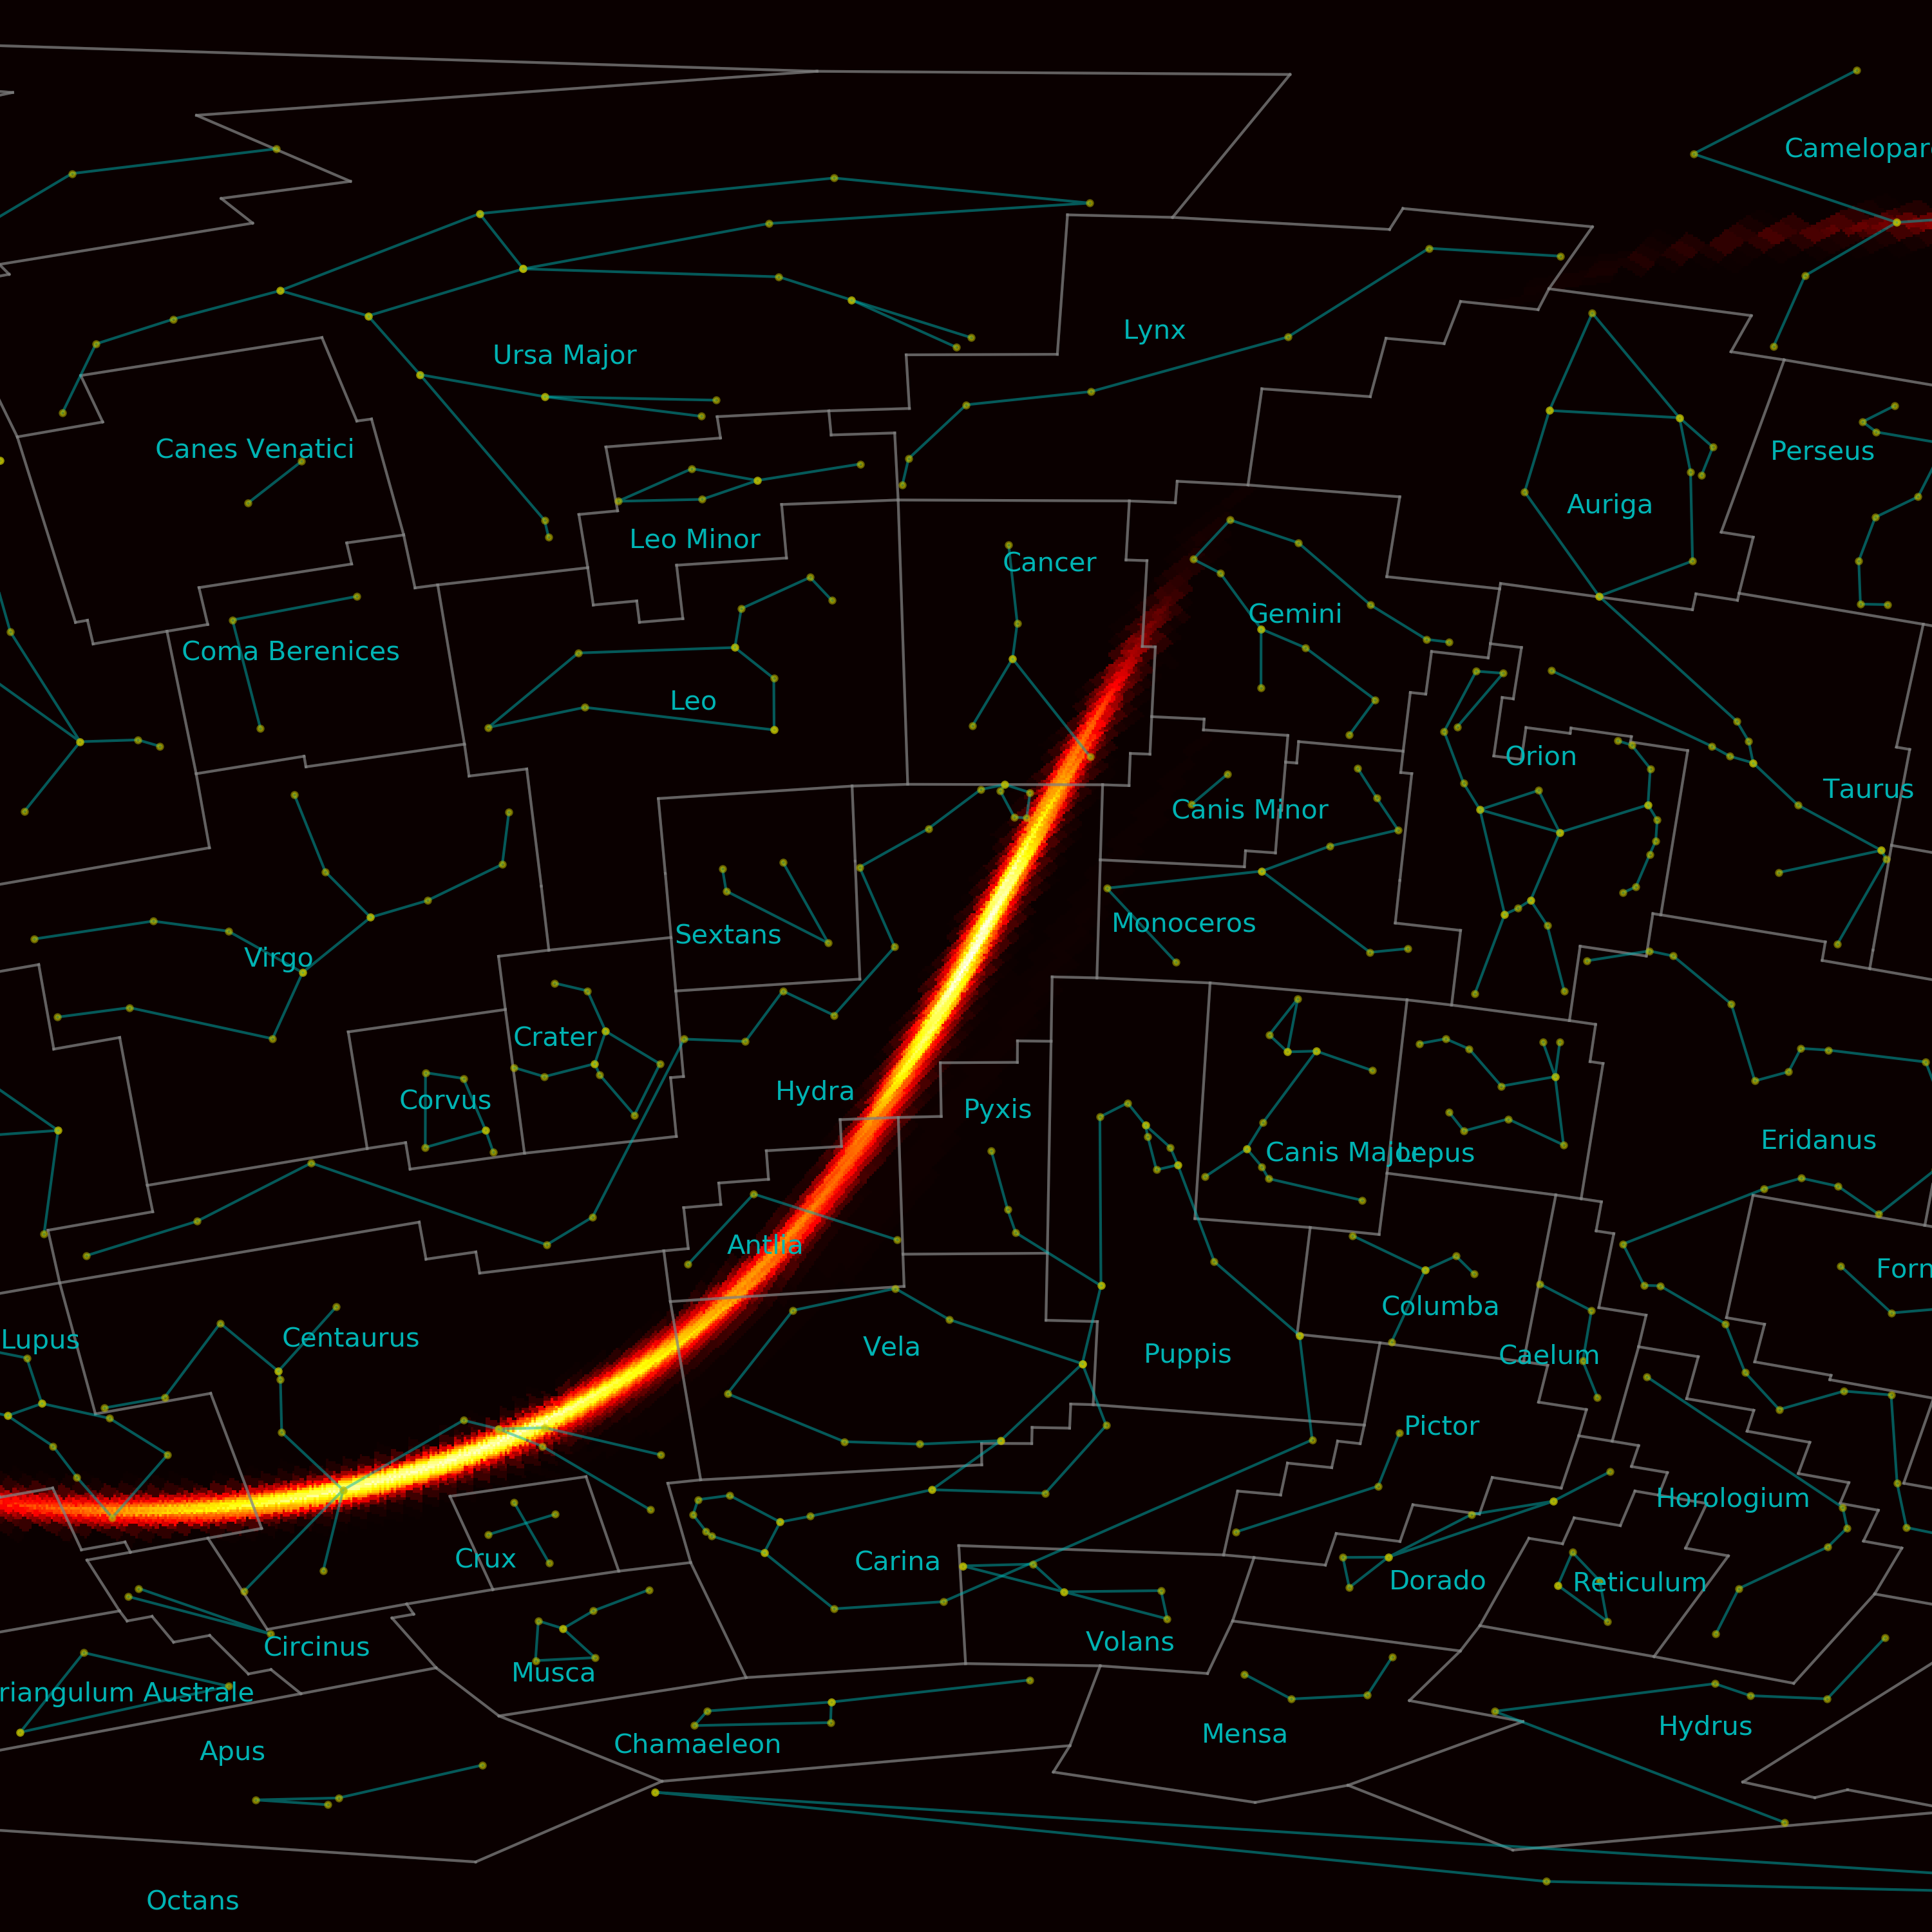 Camelopar
Lynx
Ursa Major
Canes Venatici
Perseus
Auriga
Leo Minor
Cancer
Gemini
Coma Berenices
Leo
Orion
Taurus
Canis Minor
Monoceros
Sextans
Virgo
Crater
Hydra
Corvus
Pyxis
Eridanus
Canis Major
Lepus
Antlia
Forn
Columba
Lupus
Centaurus
Vela
Puppis
Caelum
Pictor
Horologium
Crux
Carina
Dorado
Reticulum
Circinus
Volans
Musca
riangulum Australe
Hydrus
Mensa
Chamaeleon
Apus
Octans